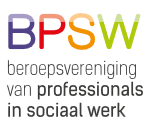 BPSW
beroepsvereniging
van professionals
in sociaal werk